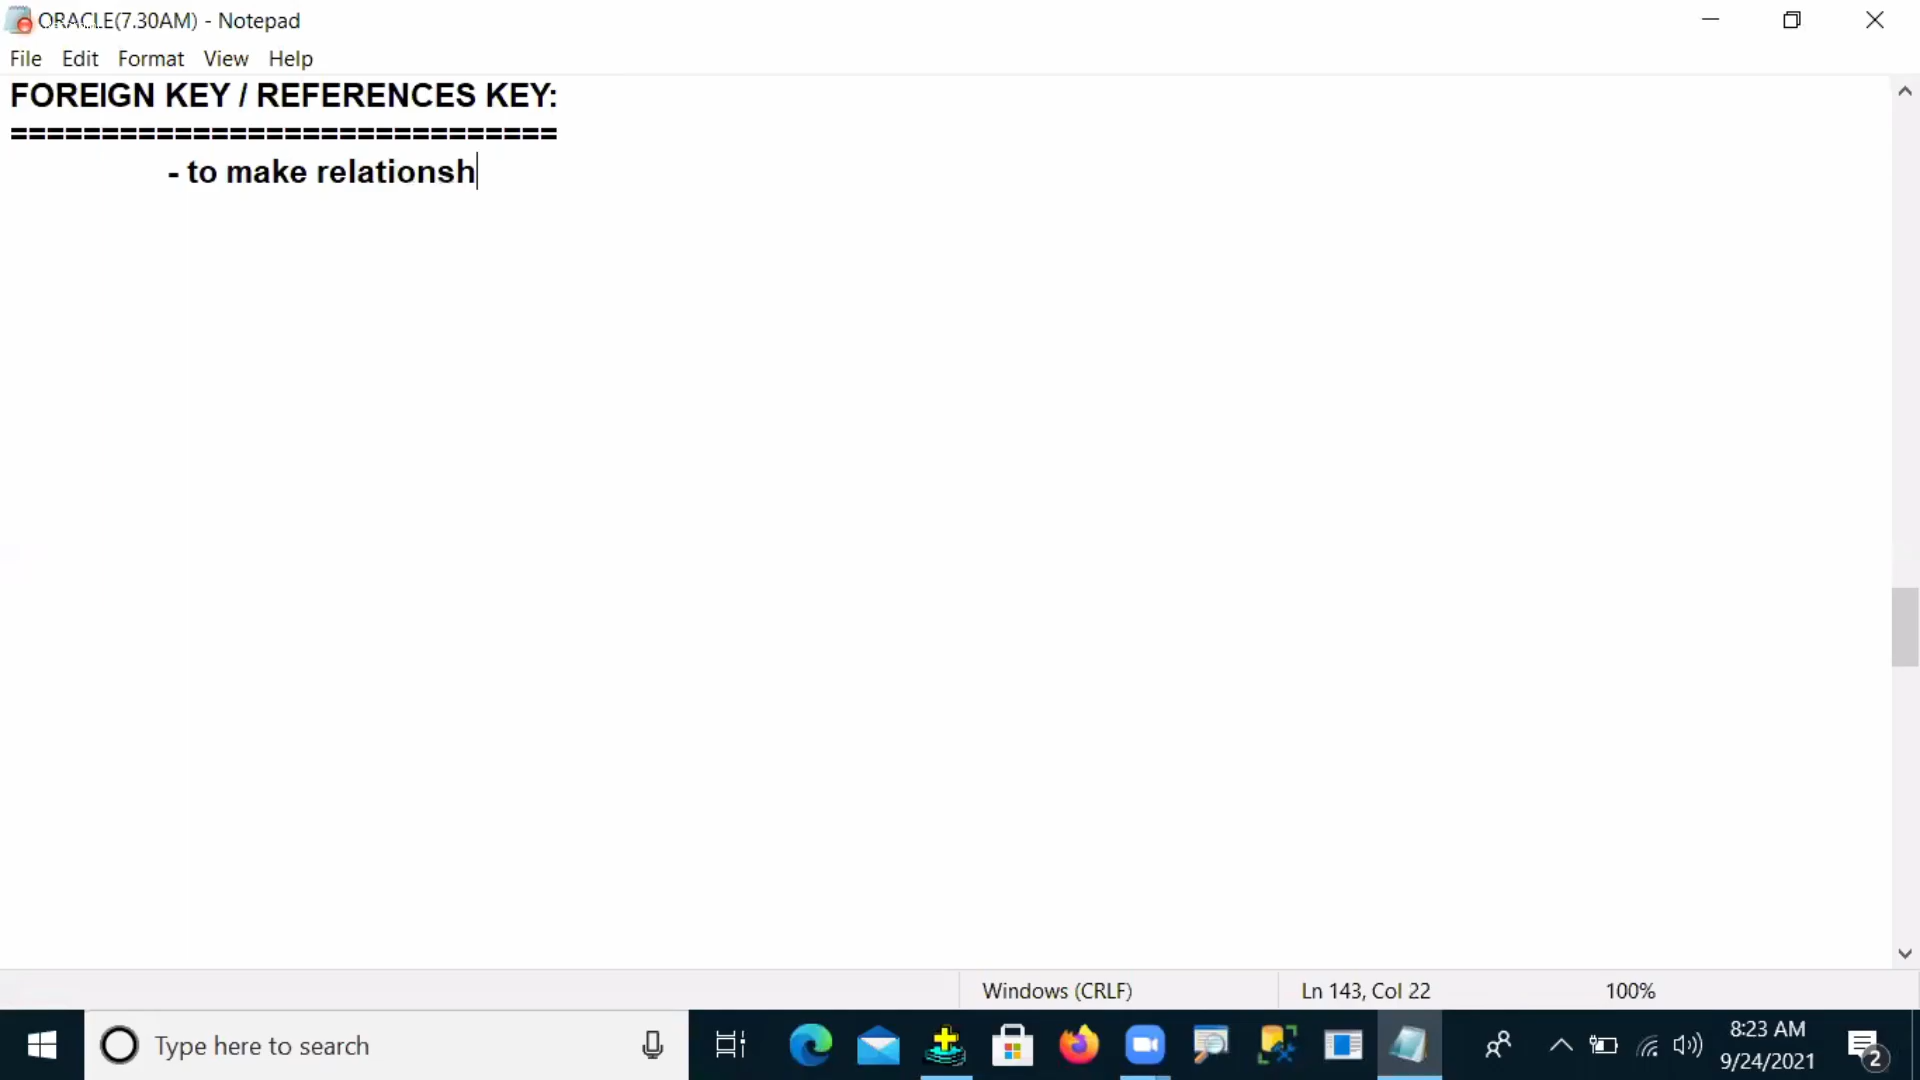 ORACLE(7.30AM) - Notepad
File Edit Format View Help
FOREIGN KEY / REFERENCES KEY:
==============================
- to make relationsh
Windows (CRLF) Ln 143, Col 22 100%
Type here to search
8:23 AM
9/24/2021
2